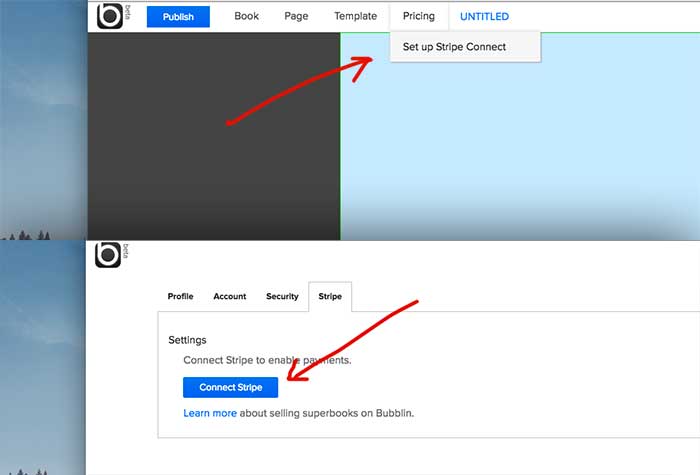 beta
Publish Book Page Template Pricing UNTITLED
Set up Stripe Connect
beta
Profile Account Security Stripe
Settings
Connect Stripe to enable payments.
Connect Stripe
Learn more about selling superbooks on Bubblin.